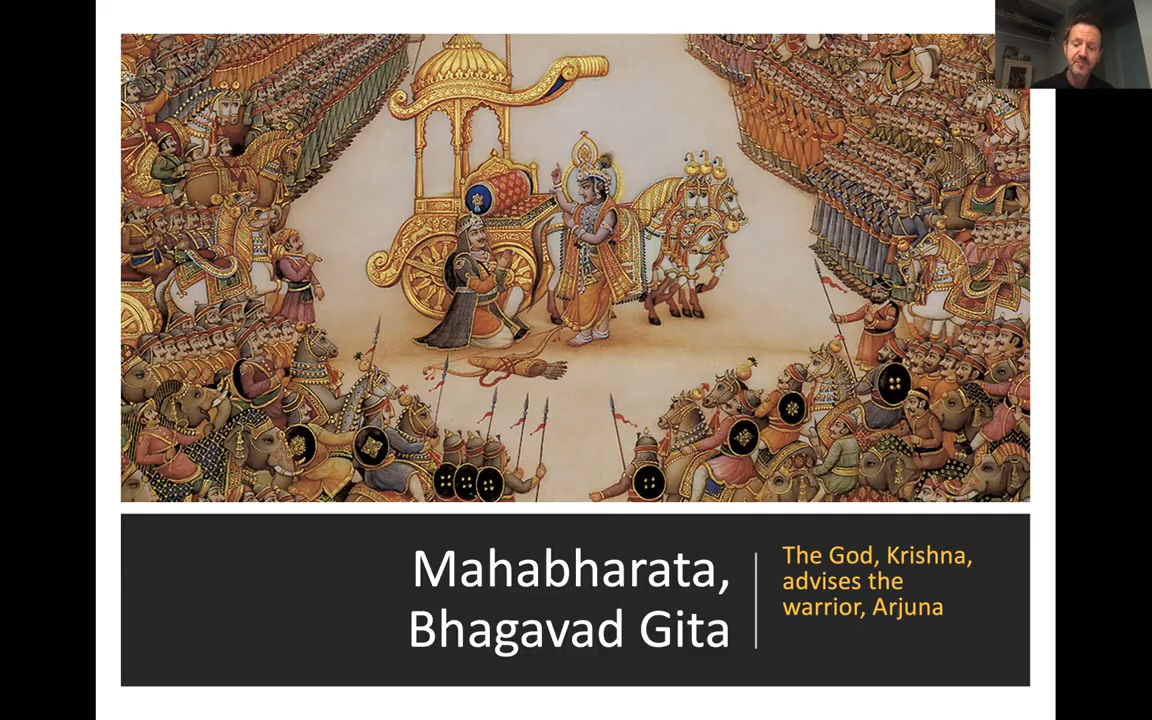 Mahabharata,
Bhagavad Gita
The God, Krishna,
advises the
warrior, Arjuna